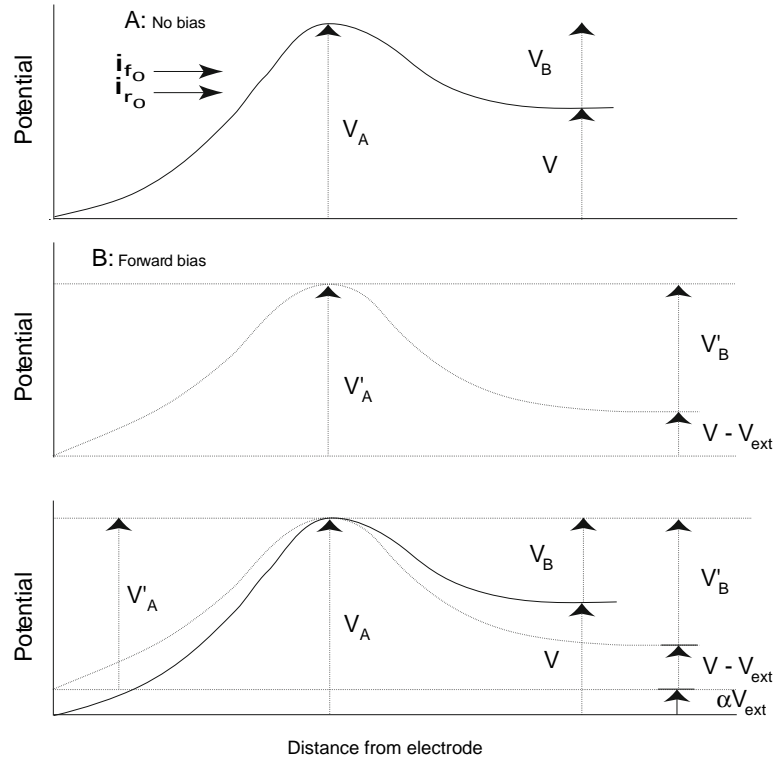 A: No bias
i_fO
i_rO
V_B
V_A
V
Potential
B: Forward bias
V'_B
V'_A
V - V_ext
Potential
V'_A
V_A
V_B
V
V'_B
V - V_ext
αV_ext
Potential
Distance from electrode